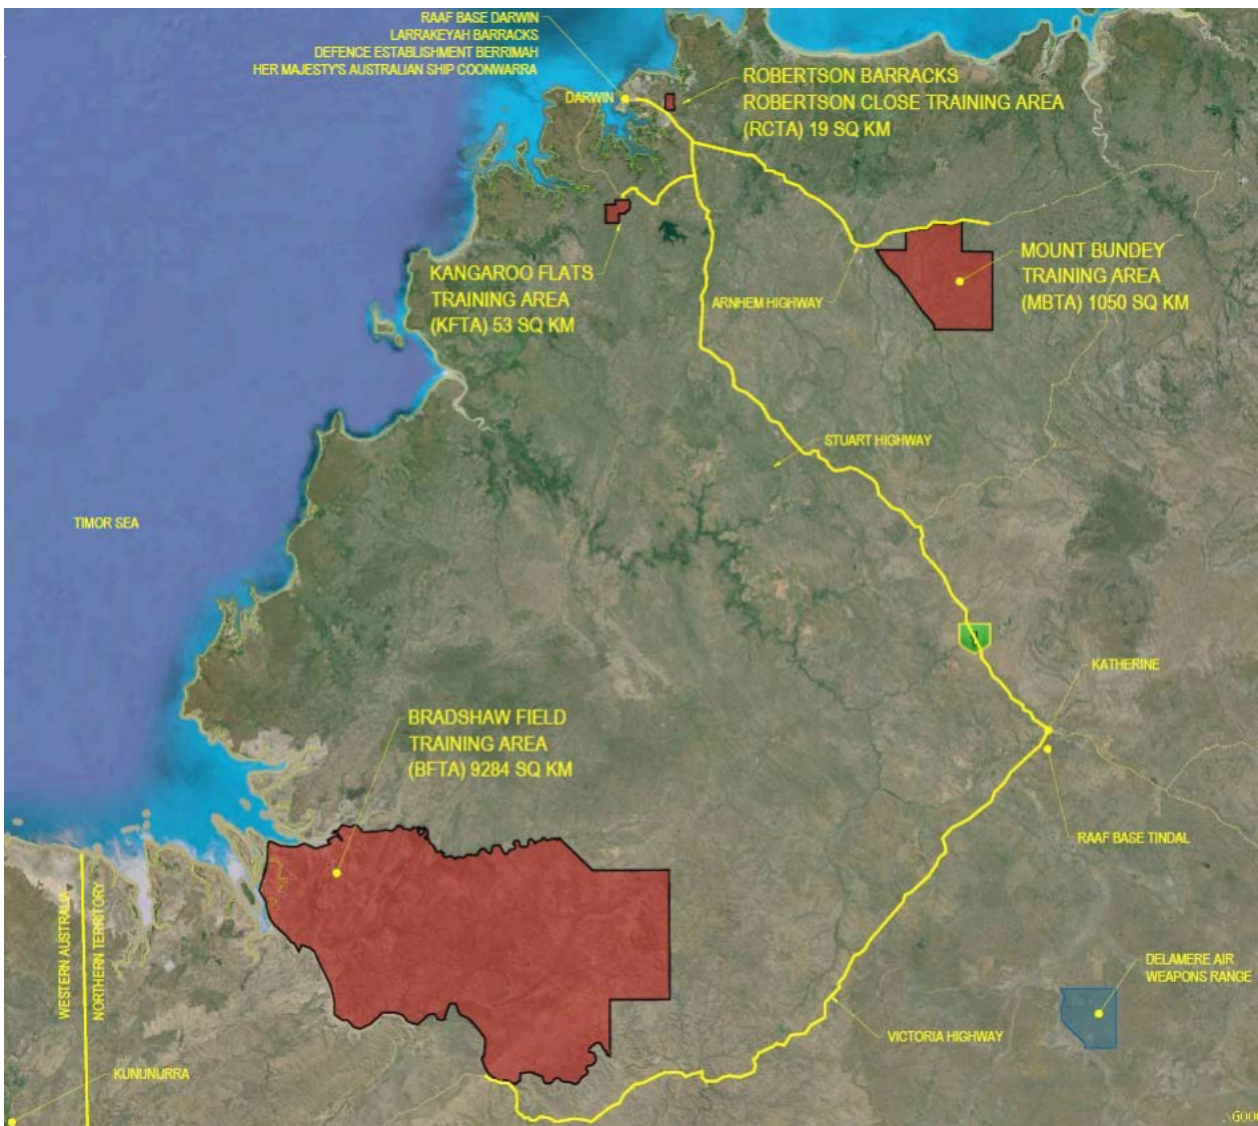 RAAF BASE DARWIN
LARRAKEYAH BARRACKS
DEFENCE ESTABLISHMENT BERRIMAH
HER MAJESTY'S AUSTRALIAN SHIP COONWARRA
DARWIN
ROBERTSON BARRACKS
ROBERTSON CLOSE TRAINING AREA
(RCTA) 19 SQ KM
KANGAROO FLATS
TRAINING AREA
(KFTA) 53 SQ KM
ARNHEM HIGHWAY
MOUNT BUNDEY
TRAINING AREA
(MBTA) 1050 SQ KM
STUART HIGHWAY
TIMOR SEA
1
KATHERINE
BRADSHAW FIELD
TRAINING AREA
(BFTA) 9284 SQ KM
RAAF BASE TINDAL
WESTERN AUSTRALIA
NORTHERN TERRITORY
DELAMERE AIR
WEAPONS RANGE
VICTORIA HIGHWAY
KUNUNURRA